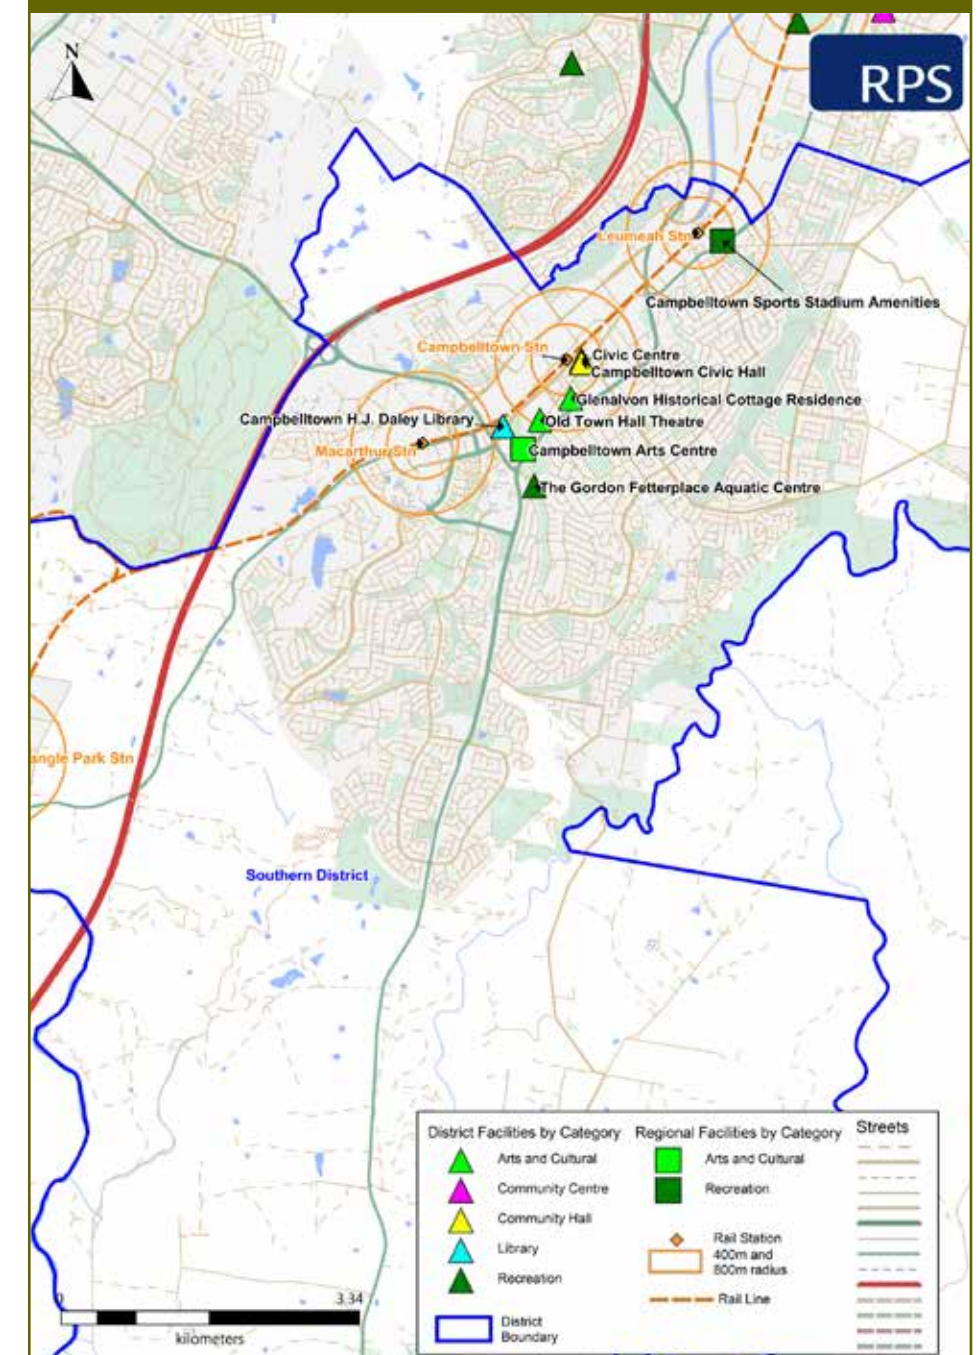 N
RPS
Leumeah Stn
Campbelltown Sports Stadium Amenities
Campbelltown Stn
Civic Centre
Campbelltown Civic Hall
Glenalvon Historical Cottage Residence
Campbelltown H.J. Daley Library
Old Town Hall Theatre
Macarthur Stn
Campbelltown Arts Centre
The Gordon Fetterplace Aquatic Centre
angle Park Stn
Southern District
District Facilities by Category
Arts and Cultural
Community Centre
Community Hall
Library
Recreation
District
Boundary
Regional Facilities by Category
Arts and Cultural
Recreation
Rail Station
400m and
800m radius
Rail Line
Streets
0 3.34
kilometers